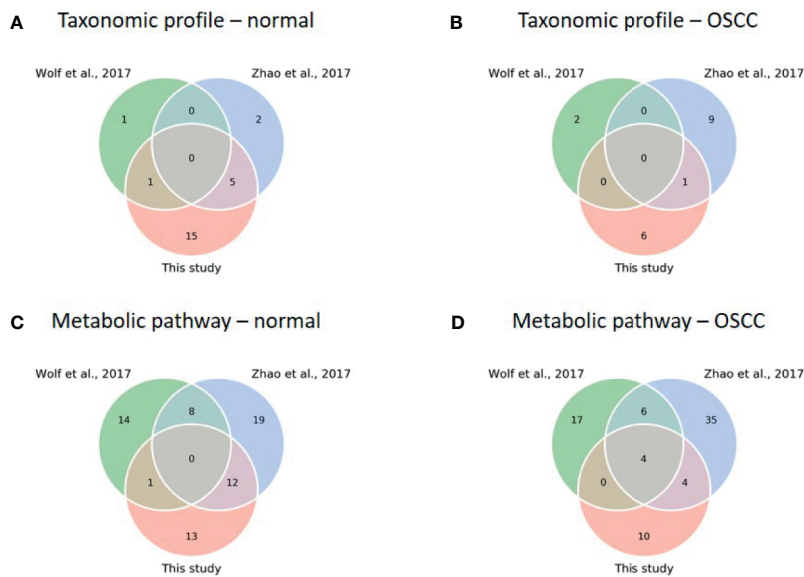 A Taxonomic profile – normal
Wolf et al., 2017 Zhao et al., 2017
1 0 2
0
1 5
15
This study
B Taxonomic profile – OSCC
Wolf et al., 2017 Zhao et al., 2017
2 0 9
0
0 1
6
This study
C Metabolic pathway – normal
Wolf et al., 2017 Zhao et al., 2017
14 8 19
0
1 12
13
This study
D Metabolic pathway – OSCC
Wolf et al., 2017 Zhao et al., 2017
17 6 35
4
0 4
10
This study